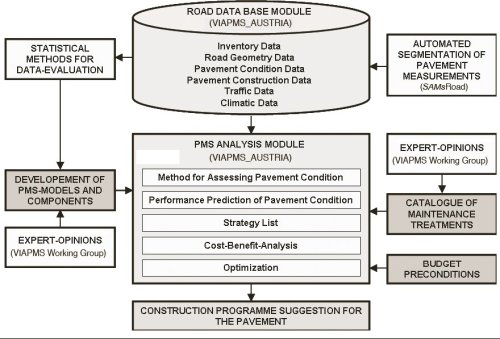 ROAD DATA BASE MODULE
(VIAPMS_AUSTRIA)
Inventory Data
Road Geometry Data
Pavement Condition Data
Pavement Construction Data
Traffic Data
Climatic Data
STATISTICAL
METHODS FOR
DATA-EVALUATION
AUTOMATED
SEGMENTATION OF
PAVEMENT
MEASUREMENTS
(SAMsRoad)
PMS ANALYSIS MODULE
(VIAPMS_AUSTRIA)
Method for Assessing Pavement Condition
Performance Prediction of Pavement Condition
Strategy List
Cost-Benefit-Analysis
Optimization
DEVELOPEMENT OF
PMS-MODELS AND
COMPONENTS
EXPERT-OPINIONS
(VIAPMS Working Group)
EXPERT-OPINIONS
(VIAPMS Working Group)
CATALOGUE OF
MAINTENANCE
TREATMENTS
BUDGET
PRECONDITIONS
CONSTRUCTION PROGRAMME SUGGESTION FOR
THE PAVEMENT